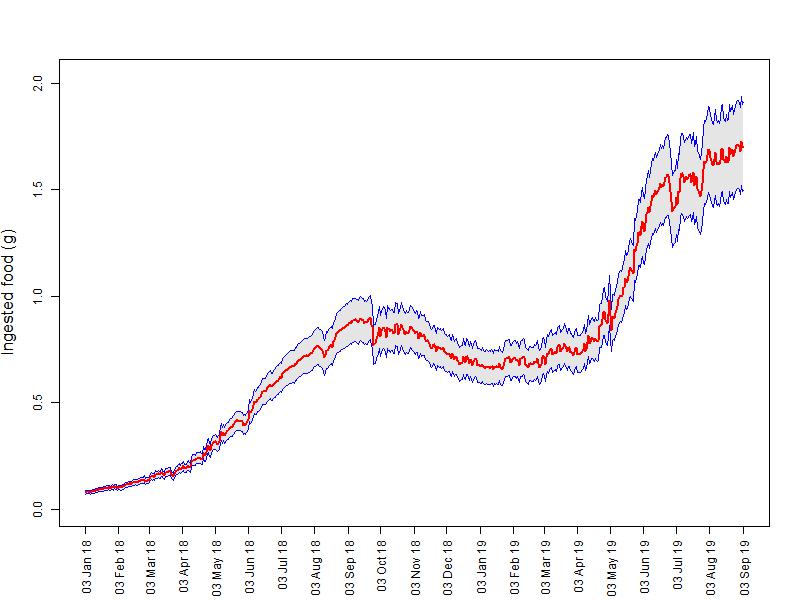 Ingested food (g)
2.0
1.5
1.0
0.5
0.0
03 Jan 18
03 Feb 18
03 Mar 18
03 Apr 18
03 May 18
03 Jun 18
03 Jul 18
03 Aug 18
03 Sep 18
03 Oct 18
03 Nov 18
03 Dec 18
03 Jan 19
03 Feb 19
03 Mar 19
03 Apr 19
03 May 19
03 Jun 19
03 Jul 19
03 Aug 19
03 Sep 19